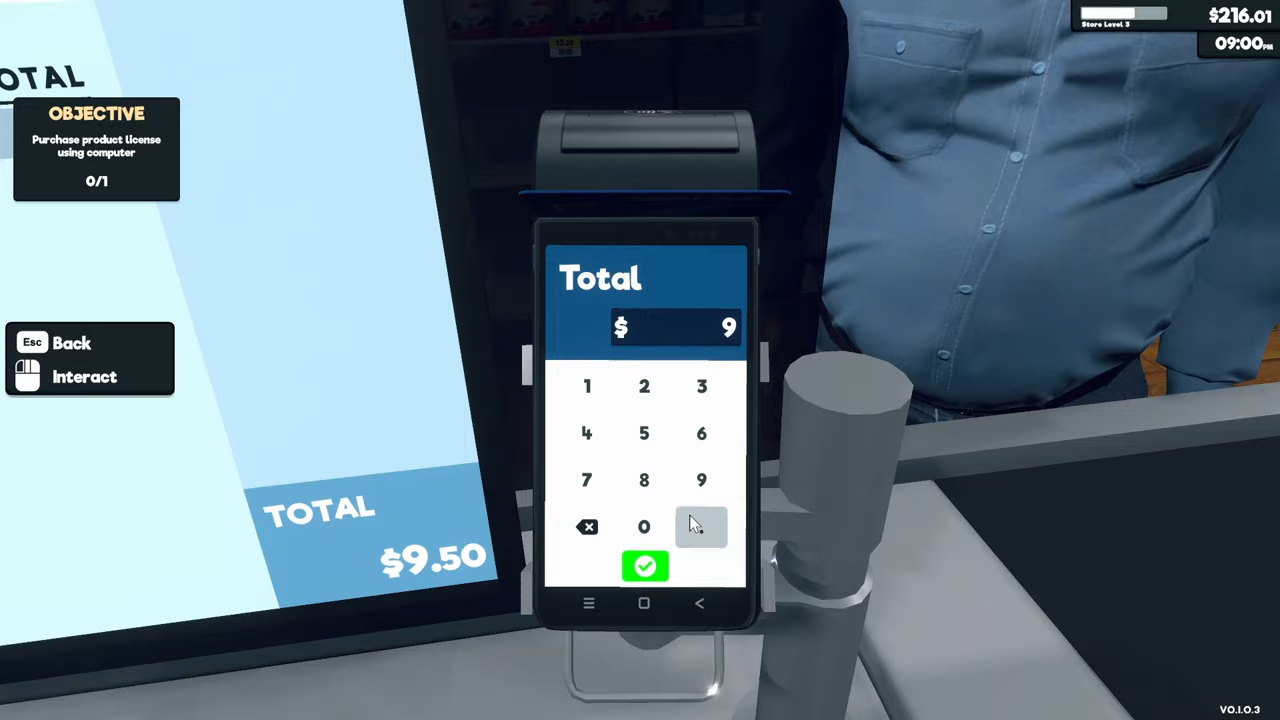 $216.01
Store Level 3
09:00PM
OTAL
OBJECTIVE
Purchase product license
using computer
0/1
Esc Back
Interact
Total
$ 9
1 2 3
4 5 6
7 8 9
0 .
TOTAL
$9.50
V0.1.0.3